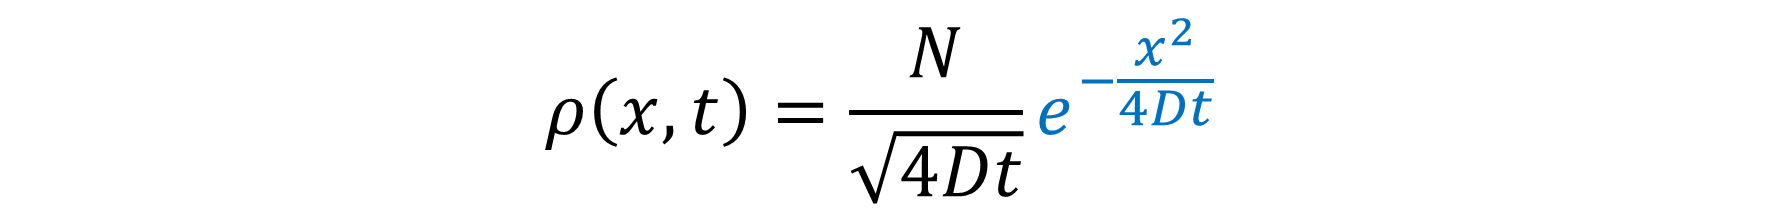 ρ(x, t) = N / √(4Dt) e^(−x²/(4Dt))